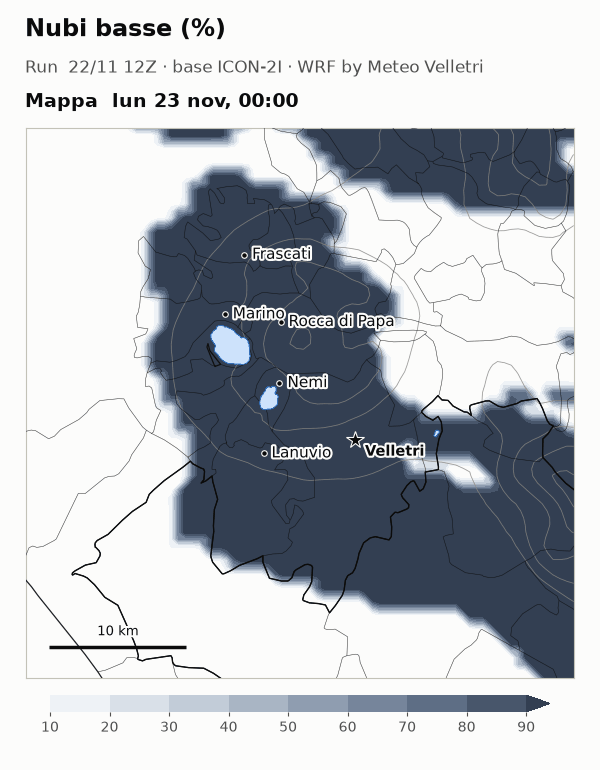 Nubi basse (%)
Run  22/11 12Z · base ICON-2I · WRF by Meteo Velletri
Mappa  lun 23 nov, 00:00
Frascati
Marino
Rocca di Papa
Nemi
Velletri
Lanuvio
10 km
10 20 30 40 50 60 70 80 90